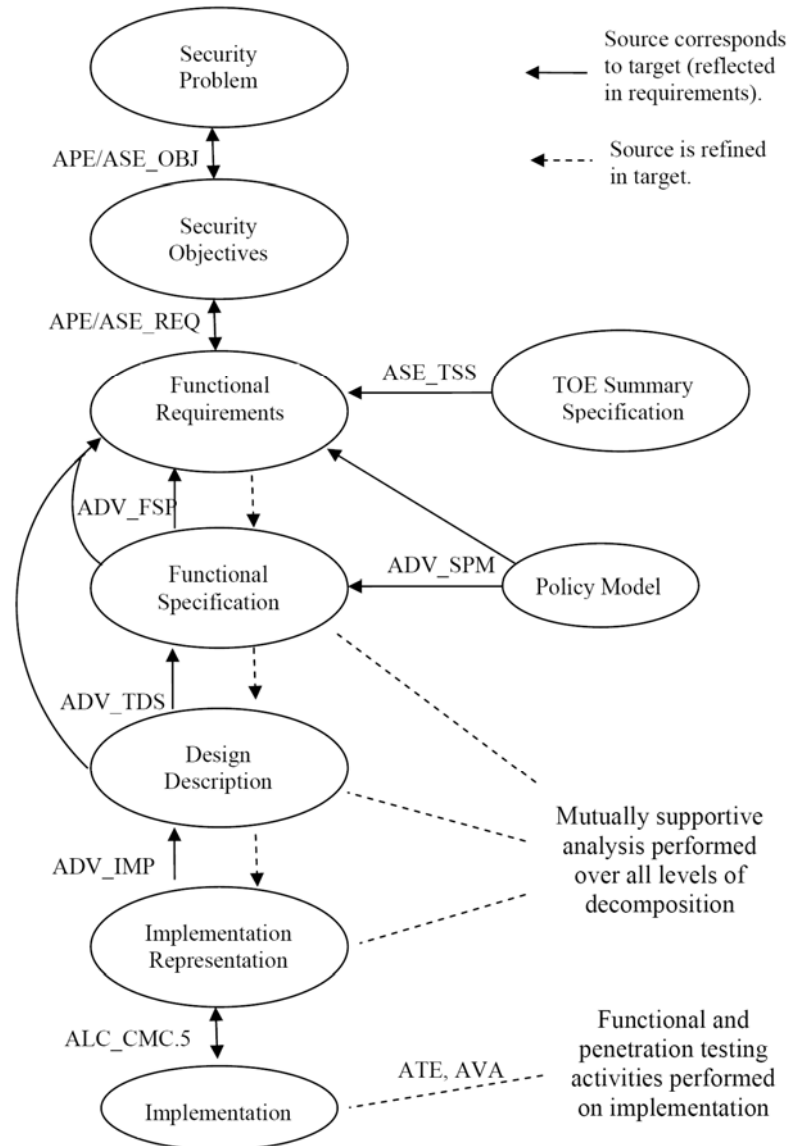 Security
Problem
Source corresponds
to target (reflected
in requirements).
APE/ASE_OBJ
Source is refined
in target.
Security
Objectives
APE/ASE_REQ
Functional
Requirements
ASE_TSS
TOE Summary
Specification
ADV_FSP
Functional
Specification
ADV_SPM
Policy Model
ADV_TDS
Design
Description
Mutually supportive
analysis performed
over all levels of
decomposition
ADV_IMP
Implementation
Representation
ALC_CMC.5
Functional and
penetration testing
activities performed
on implementation
ATE, AVA
Implementation